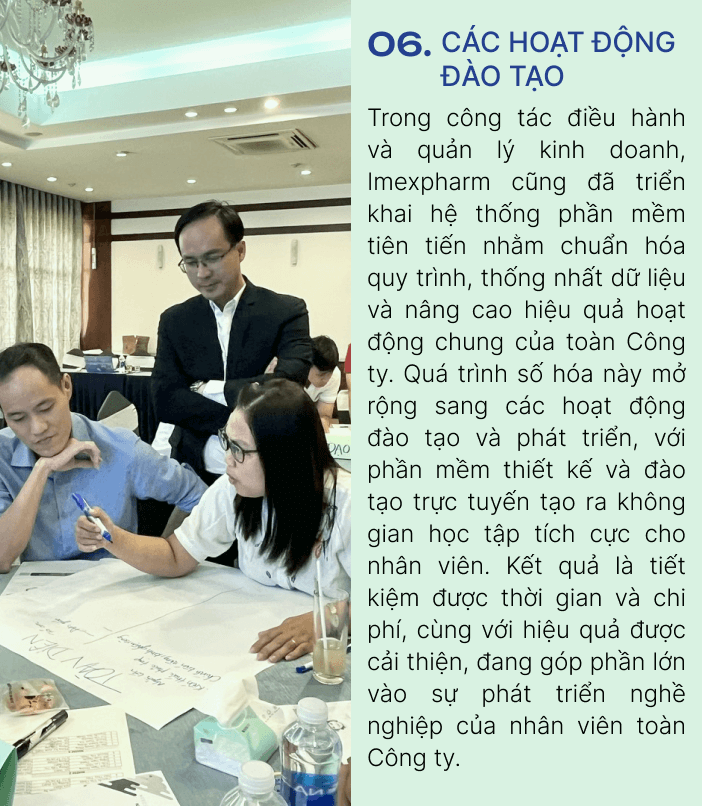 06. CÁC HOẠT ĐỘNG
ĐÀO TẠO
Trong công tác điều hành
và quản lý kinh doanh,
Imexpharm cũng đã triển
khai hệ thống phần mềm
tiên tiến nhằm chuẩn hóa
quy trình, thống nhất dữ liệu
và nâng cao hiệu quả hoạt
động chung của toàn Công
ty. Quá trình số hóa này mở
rộng sang các hoạt động
đào tạo và phát triển, với
phần mềm thiết kế và đào
tạo trực tuyến tạo ra không
gian học tập tích cực cho
nhân viên. Kết quả là tiết
kiệm được thời gian và chi
phí, cùng với hiệu quả được
cải thiện, đang góp phần lớn
vào sự phát triển nghề
nghiệp của nhân viên toàn
Công ty.
TOÀN DIỆN